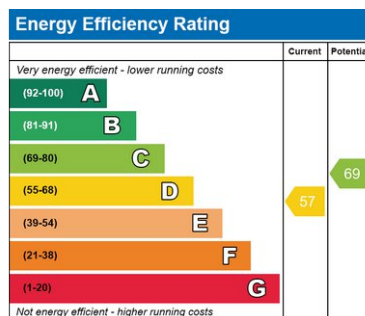 Energy Efficiency Rating
Current Potentia
Very energy efficient - lower running costs
(92-100) A
(81-91) B
(69-80) C
69
(55-68) D
57
(39-54) E
(21-38) F
(1-20) G
Not energy efficient - higher running costs